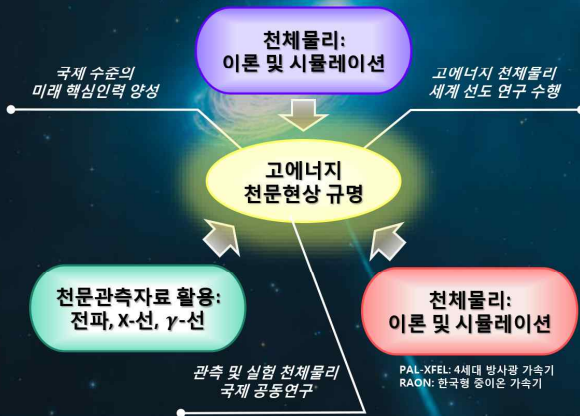 천체물리:
이론 및 시뮬레이션
국제 수준의
미래 핵심인력 양성
고에너지 천체물리
세계 선도 연구 수행
고에너지
천문현상 규명
천문관측자료 활용:
전파, X-선, γ-선
천체물리:
이론 및 시뮬레이션
PAL-XFEL: 4세대 방사광 가속기
RAON: 한국형 중이온 가속기
관측 및 실험 천체물리
국제 공동연구